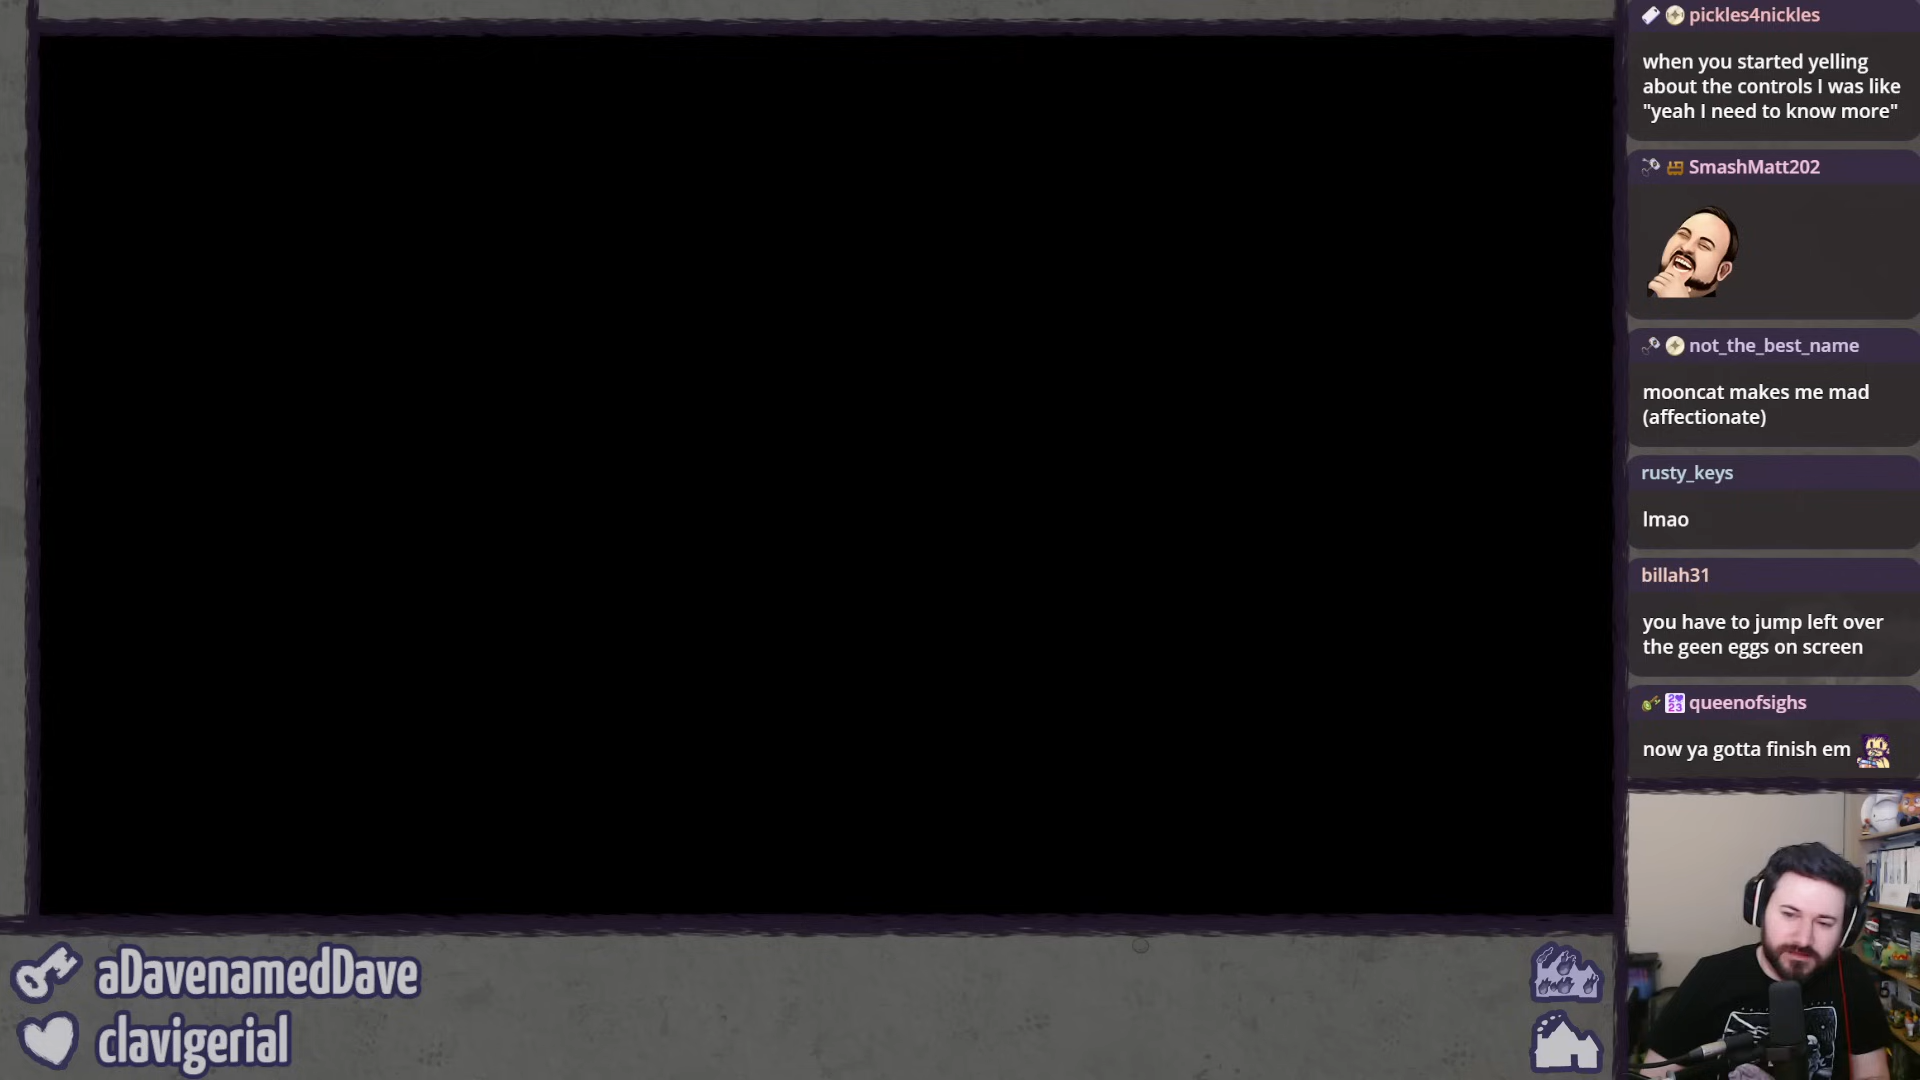 pickles4nickles
when you started yelling
about the controls I was like
"yeah I need to know more"
SmashMatt202
not_the_best_name
mooncat makes me mad
(affectionate)
rusty_keys
lmao
billah31
you have to jump left over
the geen eggs on screen
queenofsighs
now ya gotta finish em
aDavenamedDave
clavigerial